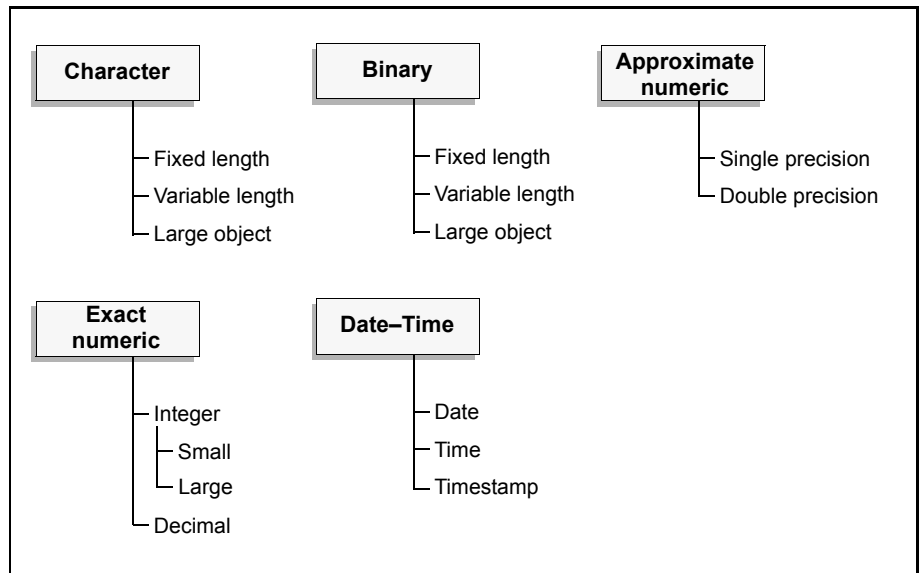 Character
Fixed length
Variable length
Large object
Binary
Fixed length
Variable length
Large object
Approximate
numeric
Single precision
Double precision
Exact
numeric
Integer
Small
Large
Decimal
Date–Time
Date
Time
Timestamp